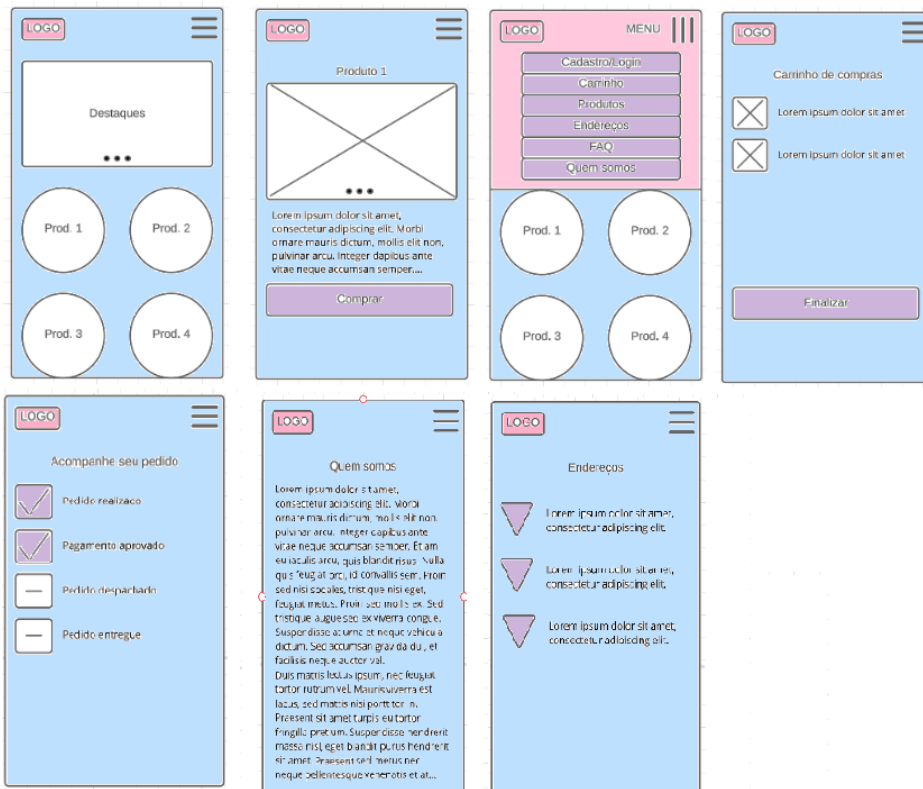 LOGO
Destaques
Prod. 1
Prod. 2
Prod. 3
Prod. 4
LOGO
Produto 1
Lorem ipsum dolor sit amet,
consectetur adipiscing elit. Morbi
ornare mauris dictum, mollis elit non,
pulvinar arcu. Integer dapibus ante
vitae neque accumsan semper....
Comprar
LOGO
MENU
Cadastro/Login
Carrinho
Produtos
Endereços
FAQ
Quem somos
Prod. 1
Prod. 2
Prod. 3
Prod. 4
LOGO
Carrinho de compras
Lorem ipsum dolor sit amet
Lorem ipsum dolor sit amet
Finalizar
LOGO
Acompanhe seu pedido
Pedido realizado
Pagamento aprovado
Pedido despachado
Pedido entregue
LOGO
Quem somos
Lorem ipsum dolor sit amet,
consectetur adipiscing elit. Morbi
ornare mauris dictum, mollis elit non,
pulvinar arcu. Integer dapibus ante
vitae neque accumsan semper. Etiam
eu iaculis arcu, quis blandit risus. Nulla
quis feugiat orci, id convallis sem. Proin
sed nisi sodales, tristique nisi eget,
feugiat metus. Proin sed mollis ex. Sed
tristique augue sed ex viverra congue.
Suspendisse at urna et neque vehicula
dictum. Sed accumsan gravida dui, et
facilisis neque auctor vel.
Duis mattis lectus ipsum, nec feugiat
tortor rutrum vel. Mauris viverra est
lacus, sed mattis nisi porttitor in.
Praesent sit amet turpis eu tortor
fringilla pretium. Suspendisse hendrerit
massa nisl, eget blandit purus hendrerit
sit amet. Praesent sed metus nec
neque pellentesque venenatis et at...
LOGO
Endereços
Lorem ipsum dolor sit amet,
consectetur adipiscing elit.
Lorem ipsum dolor sit amet,
consectetur adipiscing elit.
Lorem ipsum dolor sit amet,
consectetur adipiscing elit.